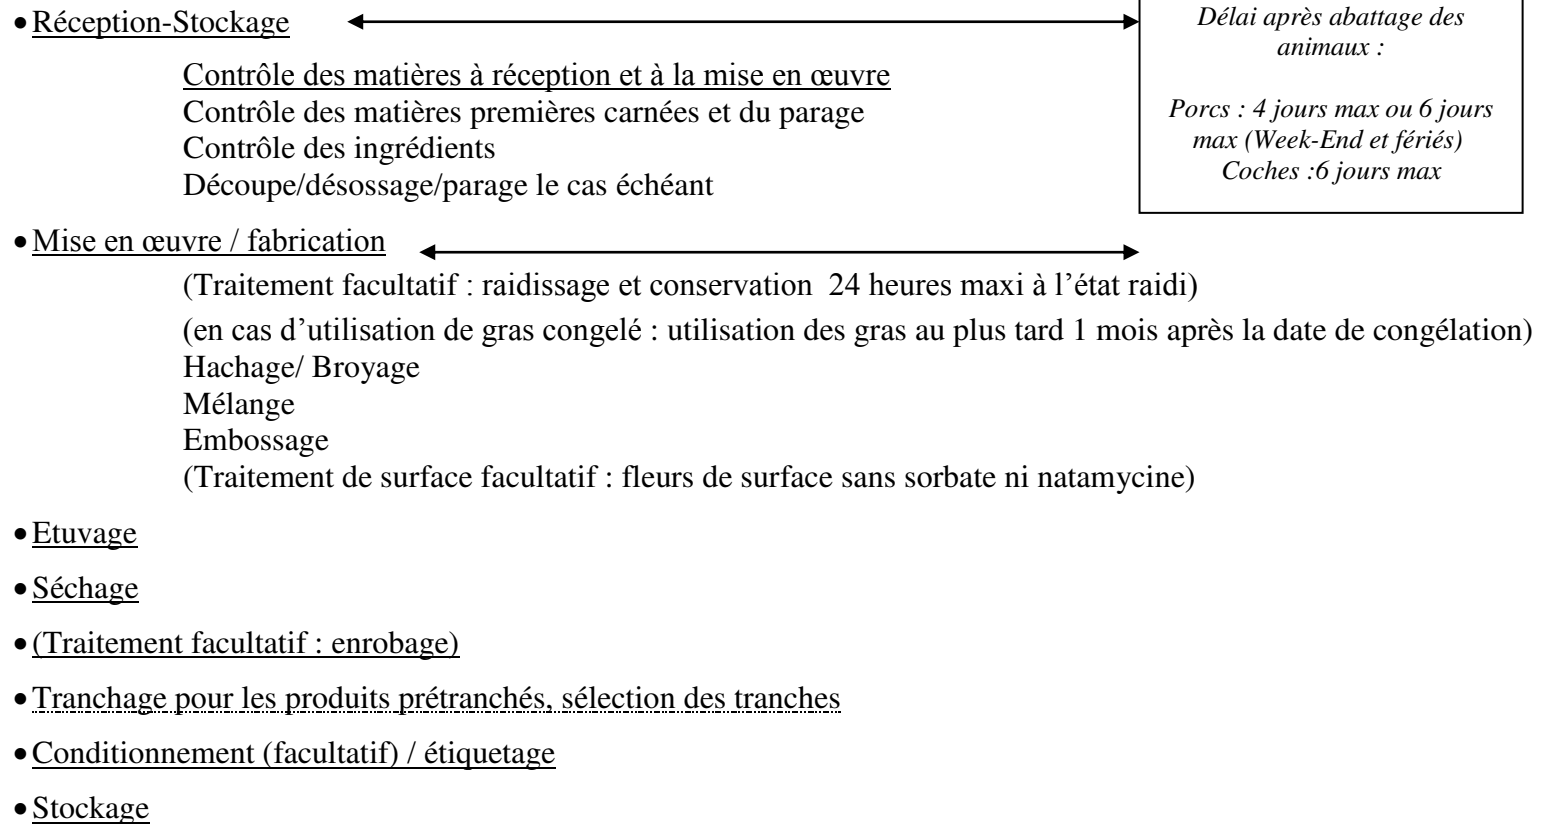 • Réception-Stockage
Délai après abattage des
animaux :
Porcs : 4 jours max ou 6 jours
max (Week-End et fériés)
Coches :6 jours max
Contrôle des matières à réception et à la mise en œuvre
Contrôle des matières premières carnées et du parage
Contrôle des ingrédients
Découpe/désossage/parage le cas échéant
• Mise en œuvre / fabrication
(Traitement facultatif : raidissage et conservation 24 heures maxi à l’état raidi)
(en cas d’utilisation de gras congelé : utilisation des gras au plus tard 1 mois après la date de congélation)
Hachage/ Broyage
Mélange
Embossage
(Traitement de surface facultatif : fleurs de surface sans sorbate ni natamycine)
• Etuvage
• Séchage
• (Traitement facultatif : enrobage)
• Tranchage pour les produits prétranchés, sélection des tranches
• Conditionnement (facultatif) / étiquetage
• Stockage